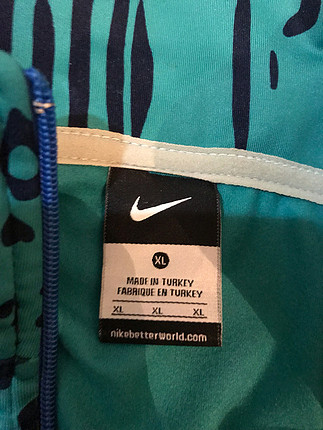 XL
MADE IN TURKEY
FABRIQUE EN TURKEY
XL XL XL
nikebetterworld.com